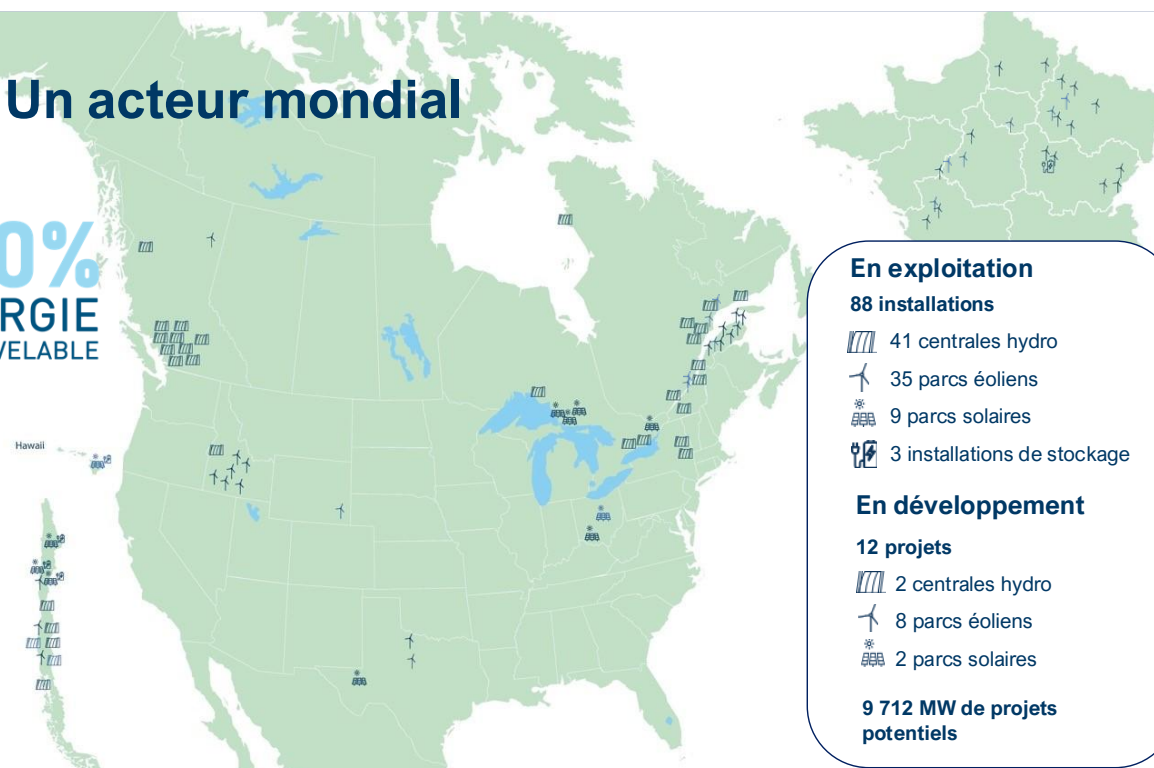 Un acteur mondial
0%
RGIE
VELABLE
Hawaii
En exploitation
88 installations
41 centrales hydro
35 parcs éoliens
9 parcs solaires
3 installations de stockage
En développement
12 projets
2 centrales hydro
8 parcs éoliens
2 parcs solaires
9 712 MW de projets
potentiels